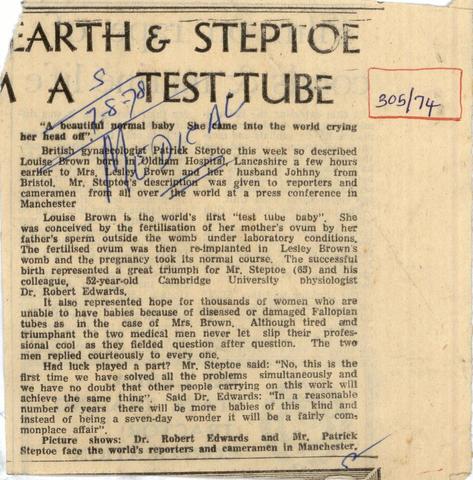 EARTH & STEPTOE
A TEST-TUBE
S
7-8-78
MEDICAL
305/74
"A beautiful normal baby She came into the world crying
her head off".
British gynaecologist Patrick Steptoe this week so described
Louise Brown born Oldham Hospital, Lancashire a few hours
earlier to Mrs. Lesley Brown and her husband Johhny from
Bristol. Mr. Steptoe's description was given to reporters and
cameramen from all over the world at a press conference in
Manchester
Louise Brown is the world's first "test tube baby". She
was conceived by the fertilisation of her mother's ovum by her
father's sperm outside the womb under laboratory conditions.
The fertilised ovum was then re-implanted in Lesley Brown's
womb and the pregnancy took its normal course. The successful
birth represented a great triumph for Mr. Steptoe (65) and his
colleague, 52-year-old Cambridge University physiologist
Dr. Robert Edwards.
It also represented hope for thousands of women who are
unable to have babies because of diseased or damaged Fallopian
tubes as in the case of Mrs. Brown. Although tired and
triumphant the two medical men never let slip their profes-
sional cool as they fielded question after question. The two
men replied courteously to every one.
Had luck played a part? Mr. Steptoe said: "No, this is the
first time we have solved all the problems simultaneously and
we have no doubt that other people carrying on this work will
achieve the same thing". Said Dr. Edwards: "In a reasonable
number of years there will be more babies of this kind and
instead of being a seven-day wonder it will be a fairly com-
monplace affair".
Picture shows: Dr. Robert Edwards and Mr. Patrick
Steptoe face the world's reporters and cameramen in Manchester.